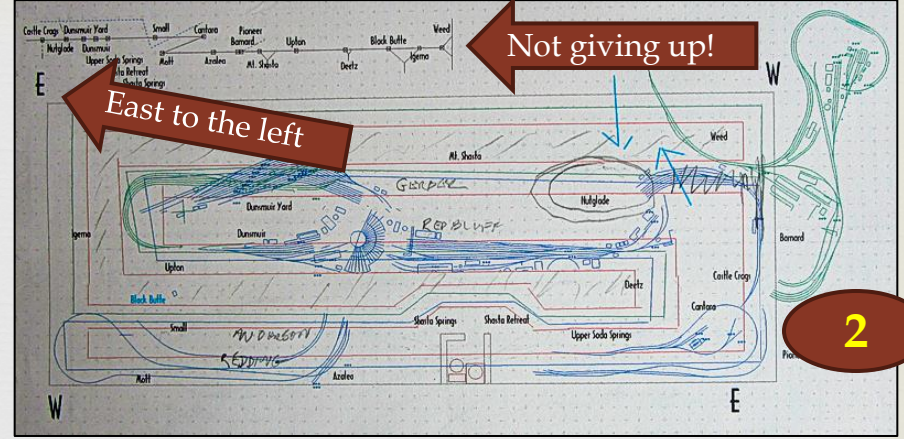 Castle Crags
Dunsmuir Yard
Small
Cantara
Pioneer
Barnard
Weed
Nutglade
Dunsmuir
Upper Soda Springs
Shasta Retreat
Shasta Springs
Mott
Azalea
Mt. Shasta
Upton
Deetz
Black Butte
Igema
Not giving up!
E
W
East to the left
Weed
Mt. Shasta
GERBER
Nutglade
Dunsmuir Yard
Dunsmuir
RED BLUFF
Igema
Upton
Barnard
Castle Crags
Deetz
Cantara
Black Butte
Small
Shasta Springs
Shasta Retreat
Upper Soda Springs
ANDERSON
REDDING
2
Mott
Azalea
W
E